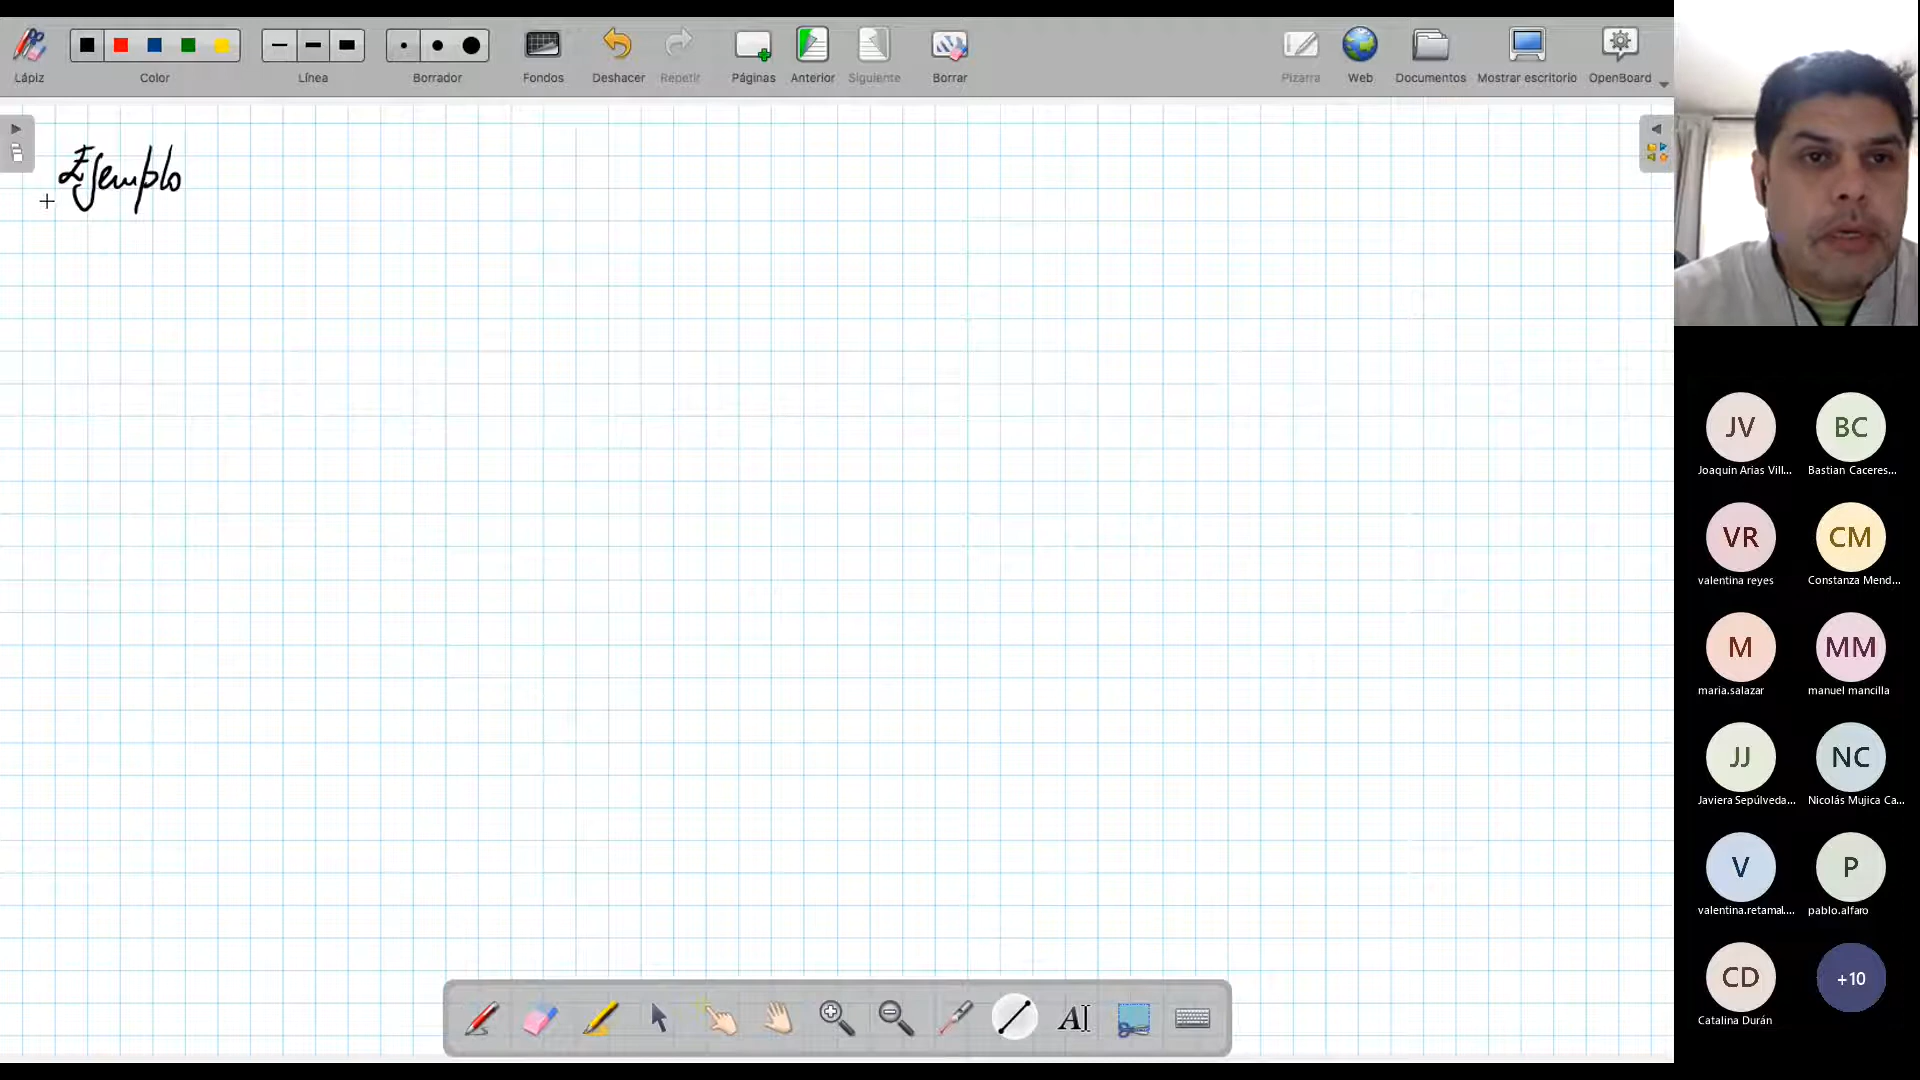 Lápiz
Color
Línea
Borrador
Fondos
Deshacer
Repetir
Páginas
Anterior
Siguiente
Borrar
Pizarra
Web
Documentos
Mostrar escritorio
OpenBoard
Ejemplo
JV
Joaquin Arias Vill...
BC
Bastian Caceres...
VR
valentina reyes
CM
Constanza Mend...
M
maria.salazar
MM
manuel mancilla
JJ
Javiera Sepúlveda...
NC
Nicolás Mujica Ca...
V
valentina.retamal....
P
pablo.alfaro
CD
Catalina Durán
+10
A